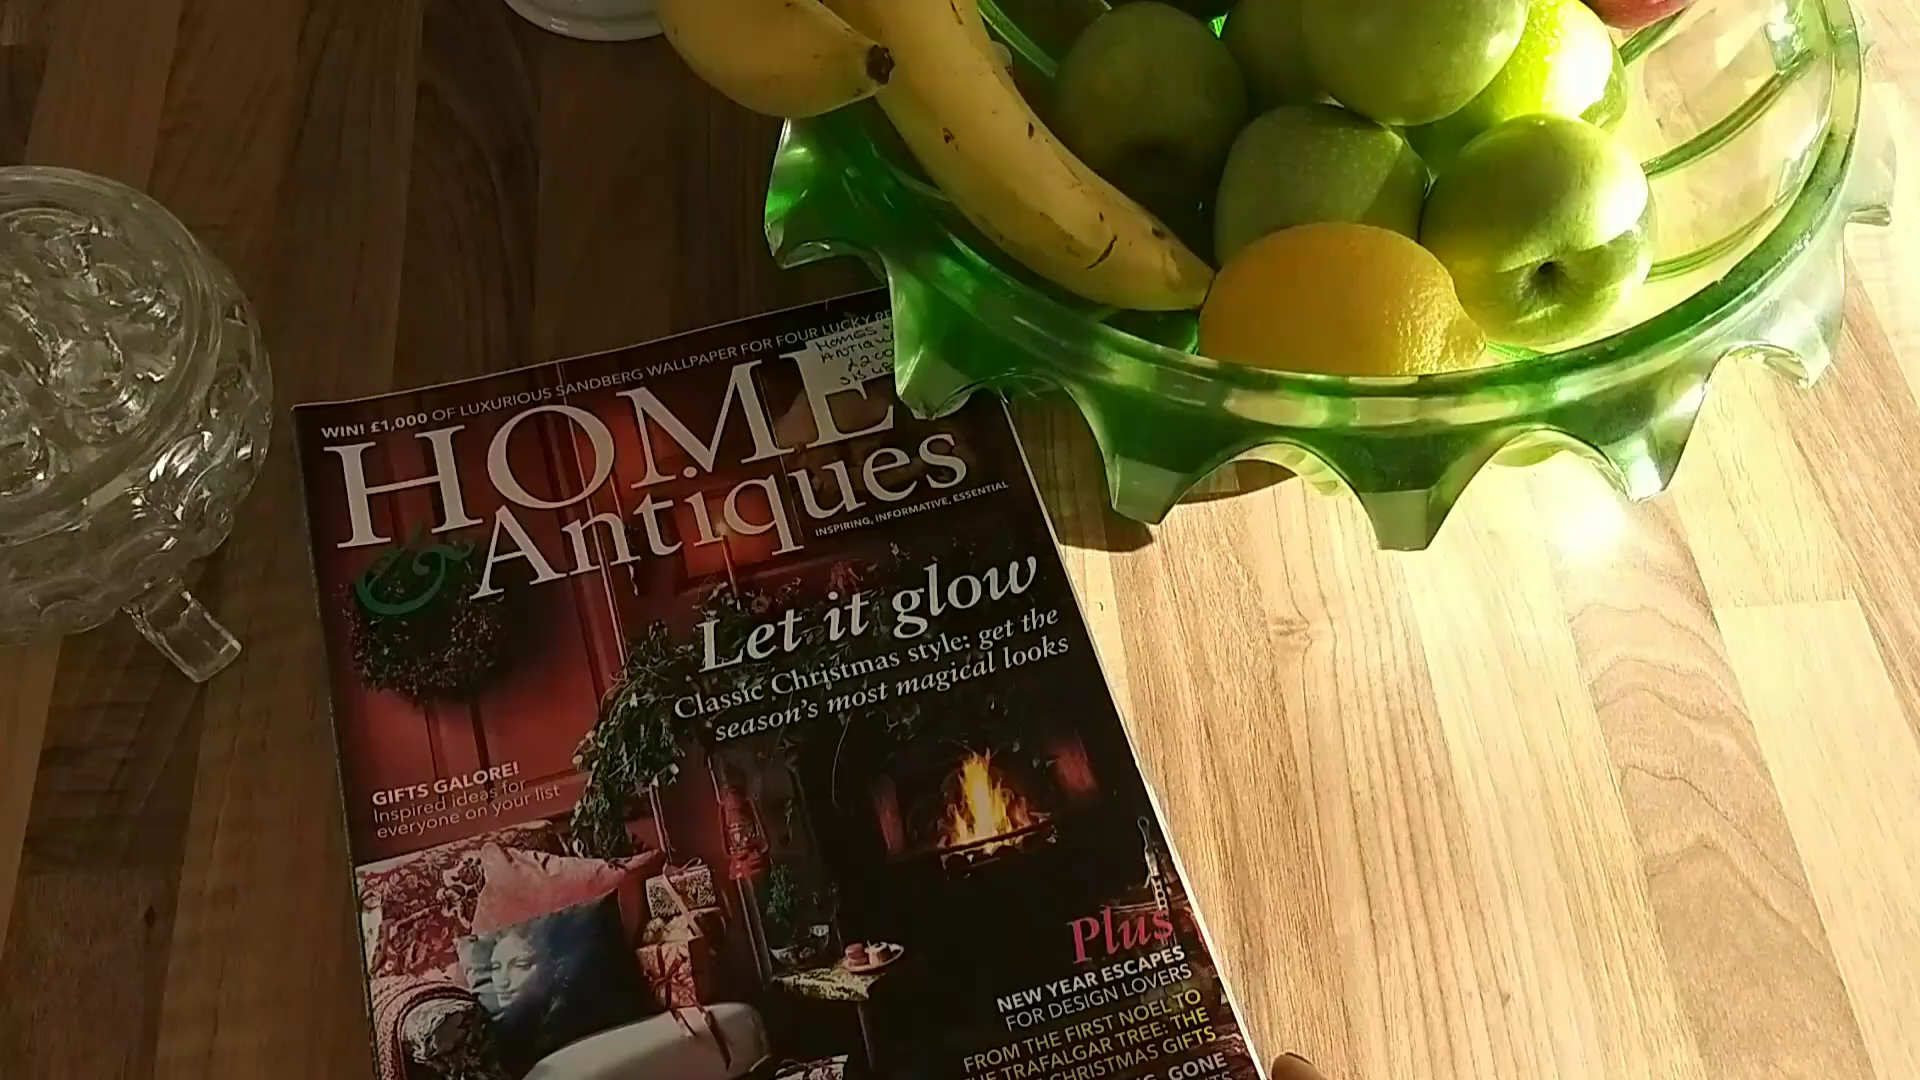 WIN! £1,000 OF LUXURIOUS SANDBERG WALLPAPER FOR FOUR LUCKY
HOMES +
HOME
& Antiques
INSPIRING, INFORMATIVE, ESSENTIAL
Let it glow
Classic Christmas style: get the
season's most magical looks
GIFTS GALORE!
Inspired ideas for
everyone on your list
Plus
NEW YEAR ESCAPES
FOR DESIGN LOVERS
FROM THE FIRST NOEL TO
TRAFALGAR TREE: THE
CHRISTMAS GIFTS
GONE